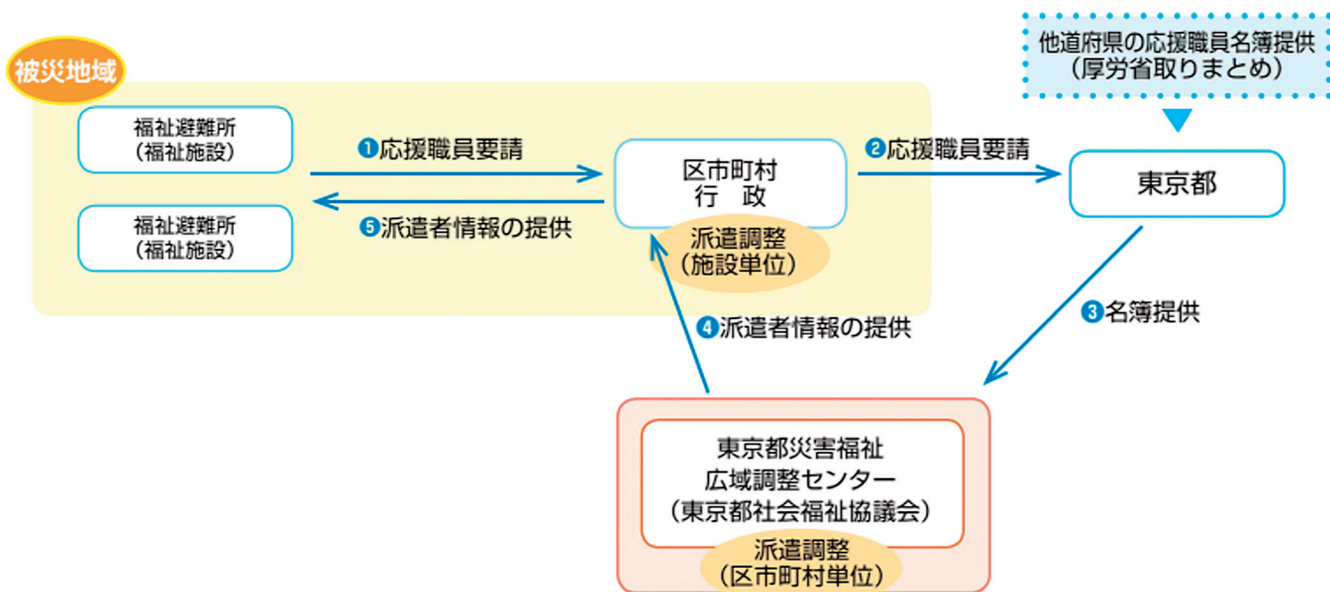 他道府県の応援職員名簿提供
（厚労省取りまとめ）
被災地域
福祉避難所
（福祉施設）
❶応援職員要請
区市町村
行　政
❷応援職員要請
東京都
福祉避難所
（福祉施設）
❺派遣者情報の提供
派遣調整
（施設単位）
❹派遣者情報の提供
❸名簿提供
東京都災害福祉
広域調整センター
（東京都社会福祉協議会）
派遣調整
（区市町村単位）